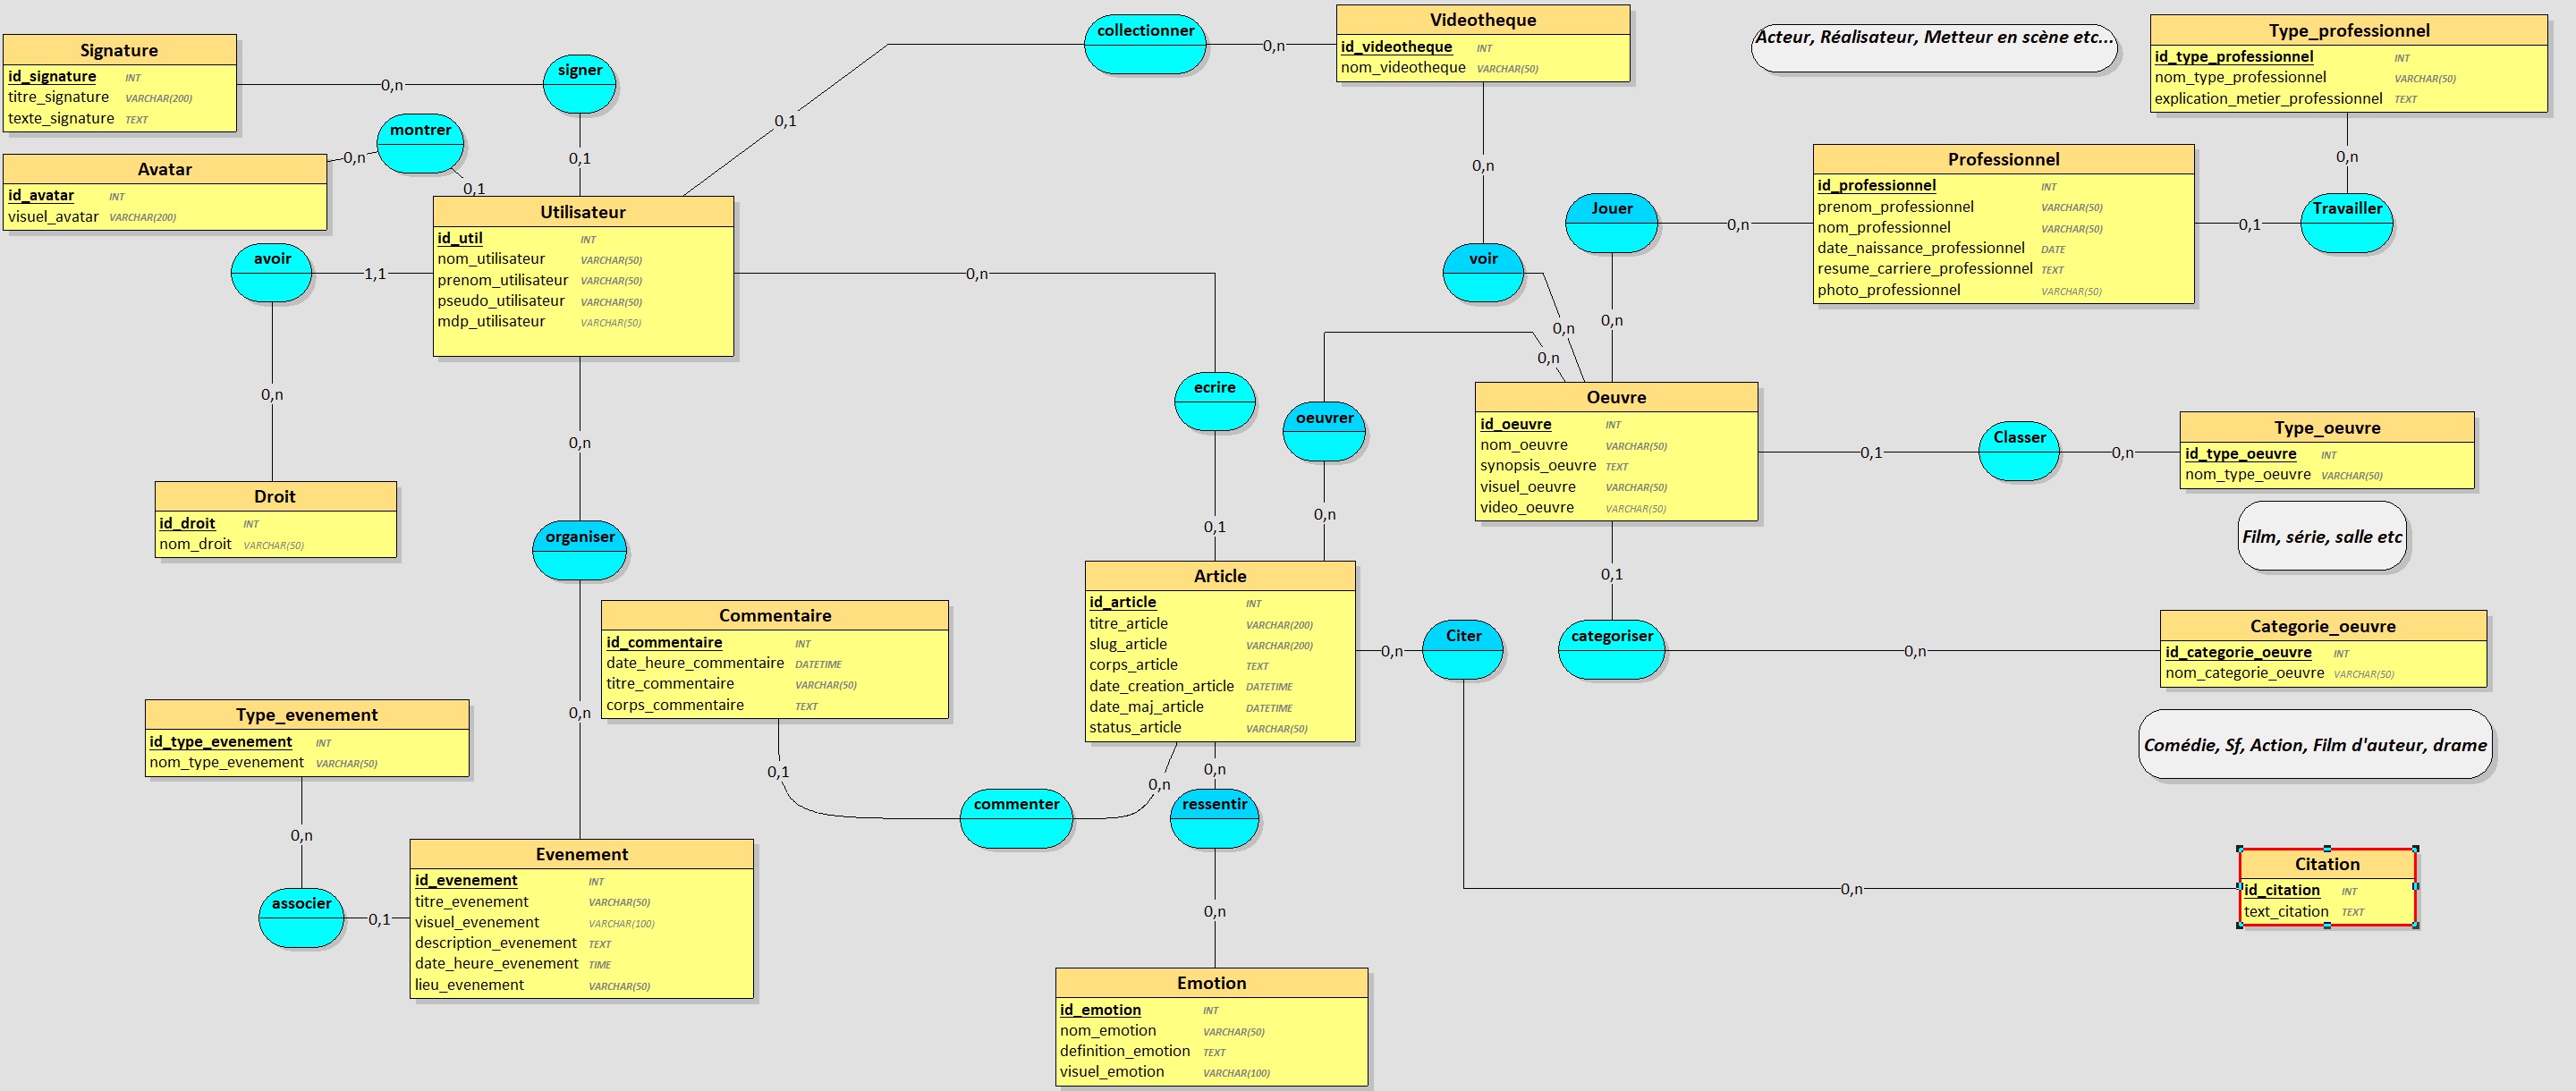 Signature
id_signature INT
titre_signature VARCHAR(200)
texte_signature TEXT
signer
0,n
0,1
montrer
0,n
0,1
Avatar
id_avatar INT
visuel_avatar VARCHAR(200)
collectionner
0,1
0,n
Videotheque
id_videotheque INT
nom_videotheque VARCHAR(50)
Acteur, Réalisateur, Metteur en scène etc...
Type_professionnel
id_type_professionnel INT
nom_type_professionnel VARCHAR(50)
explication_metier_professionnel TEXT
0,n
Travailler
0,1
Professionnel
id_professionnel INT
prenom_professionnel VARCHAR(50)
nom_professionnel VARCHAR(50)
date_naissance_professionnel DATE
resume_carriere_professionnel TEXT
photo_professionnel VARCHAR(50)
Jouer
0,n
0,n
0,n
voir
0,n
Utilisateur
id_util INT
nom_utilisateur VARCHAR(50)
prenom_utilisateur VARCHAR(50)
pseudo_utilisateur VARCHAR(50)
mdp_utilisateur VARCHAR(50)
avoir
1,1
0,n
Droit
id_droit INT
nom_droit VARCHAR(50)
0,n
ecrire
0,1
0,n
oeuvrer
0,n
Oeuvre
id_oeuvre INT
nom_oeuvre VARCHAR(50)
synopsis_oeuvre TEXT
visuel_oeuvre VARCHAR(50)
video_oeuvre VARCHAR(50)
0,1
Classer
0,n
Type_oeuvre
id_type_oeuvre INT
nom_type_oeuvre VARCHAR(50)
Film, série, salle etc
0,n
organiser
0,n
Commentaire
id_commentaire INT
date_heure_commentaire DATETIME
titre_commentaire VARCHAR(50)
corps_commentaire TEXT
Article
id_article INT
titre_article VARCHAR(200)
slug_article VARCHAR(200)
corps_article TEXT
date_creation_article DATETIME
date_maj_article DATETIME
status_article VARCHAR(50)
0,n
Citer
0,1
categoriser
0,n
Categorie_oeuvre
id_categorie_oeuvre INT
nom_categorie_oeuvre VARCHAR(50)
Comédie, Sf, Action, Film d'auteur, drame
Type_evenement
id_type_evenement INT
nom_type_evenement VARCHAR(50)
0,n
associer
0,1
0,1
commenter
0,n
0,n
ressentir
0,n
Evenement
id_evenement INT
titre_evenement VARCHAR(50)
visuel_evenement VARCHAR(100)
description_evenement TEXT
date_heure_evenement TIME
lieu_evenement VARCHAR(50)
0,n
Citation
id_citation INT
text_citation TEXT
Emotion
id_emotion INT
nom_emotion VARCHAR(50)
definition_emotion TEXT
visuel_emotion VARCHAR(100)